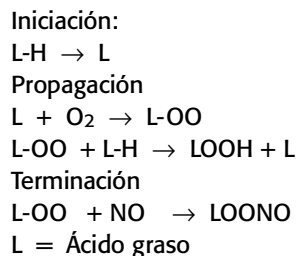 Iniciación:
L-H → L
Propagación
L + O2 → L-OO
L-OO + L-H → LOOH + L
Terminación
L-OO + NO → LOONO
L = Ácido graso